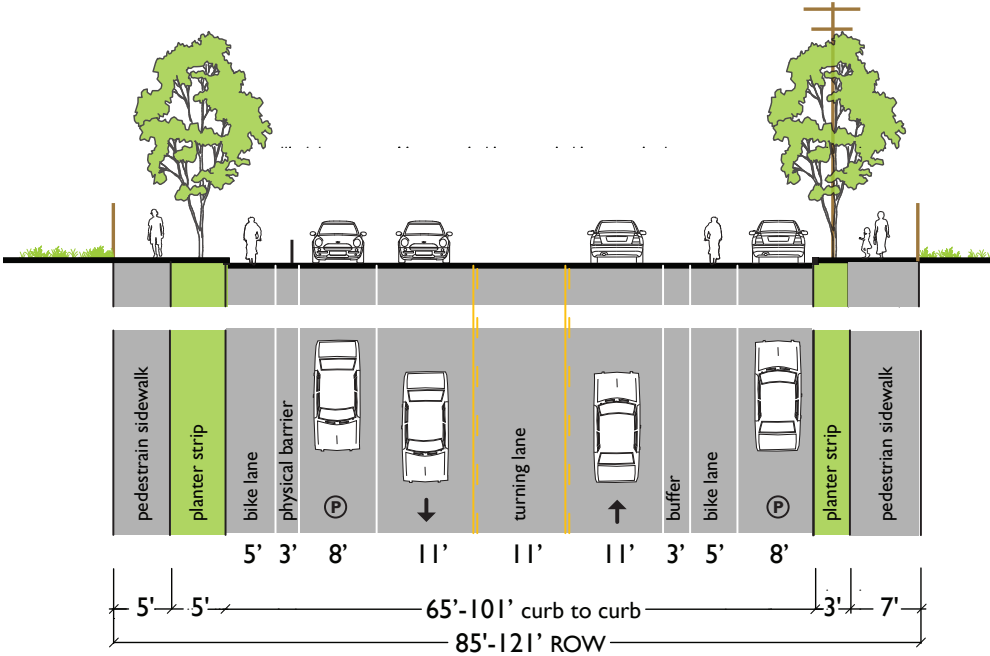 pedestrain sidewalk
planter strip
bike lane
physical barrier
P
turning lane
buffer
bike lane
P
planter strip
pedestrian sidewalk
5' 3' 8' 11' 11' 11' 3' 5' 8'
5' 5' 65'-101' curb to curb 3' 7'
85'-121' ROW